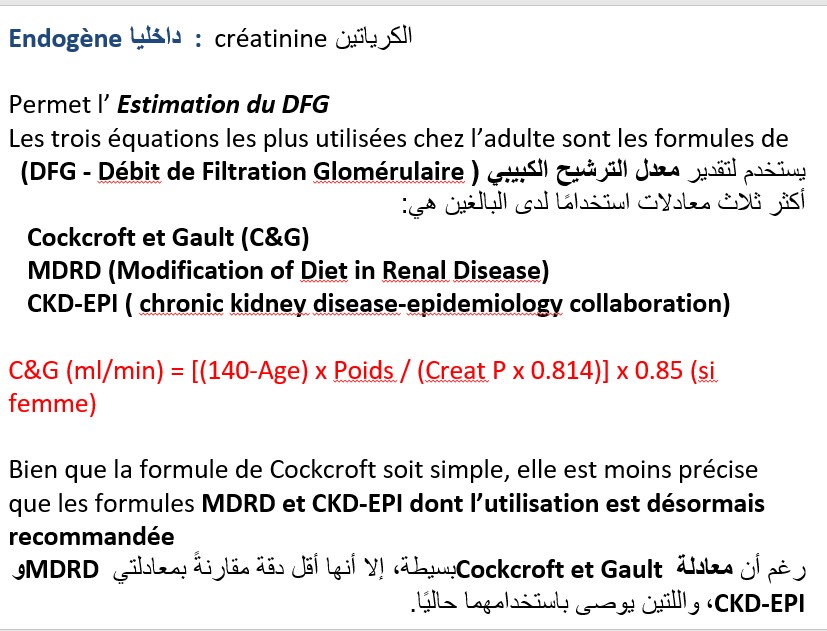 Endogène داخليا : créatinine الكرياتين
Permet l’ Estimation du DFG
Les trois équations les plus utilisées chez l’adulte sont les formules de
يستخدم لتقدير معدل الترشيح الكبيبي (DFG - Débit de Filtration Glomérulaire )
أكثر ثلاث معادلات استخدامًا لدى البالغين هي:
Cockcroft et Gault (C&G)
MDRD (Modification of Diet in Renal Disease)
CKD-EPI ( chronic kidney disease-epidemiology collaboration)
C&G (ml/min) = [(140-Age) x Poids / (Creat P x 0.814)] x 0.85 (si
femme)
Bien que la formule de Cockcroft soit simple, elle est moins précise
que les formules MDRD et CKD-EPI dont l’utilisation est désormais
recommandée
رغم أن معادلة Cockcroft et Gaultبسيطة، إلا أنها أقل دقة مقارنةً بمعادلتي MDRDو
CKD-EPI، واللتين يوصى باستخدامهما حاليًا.